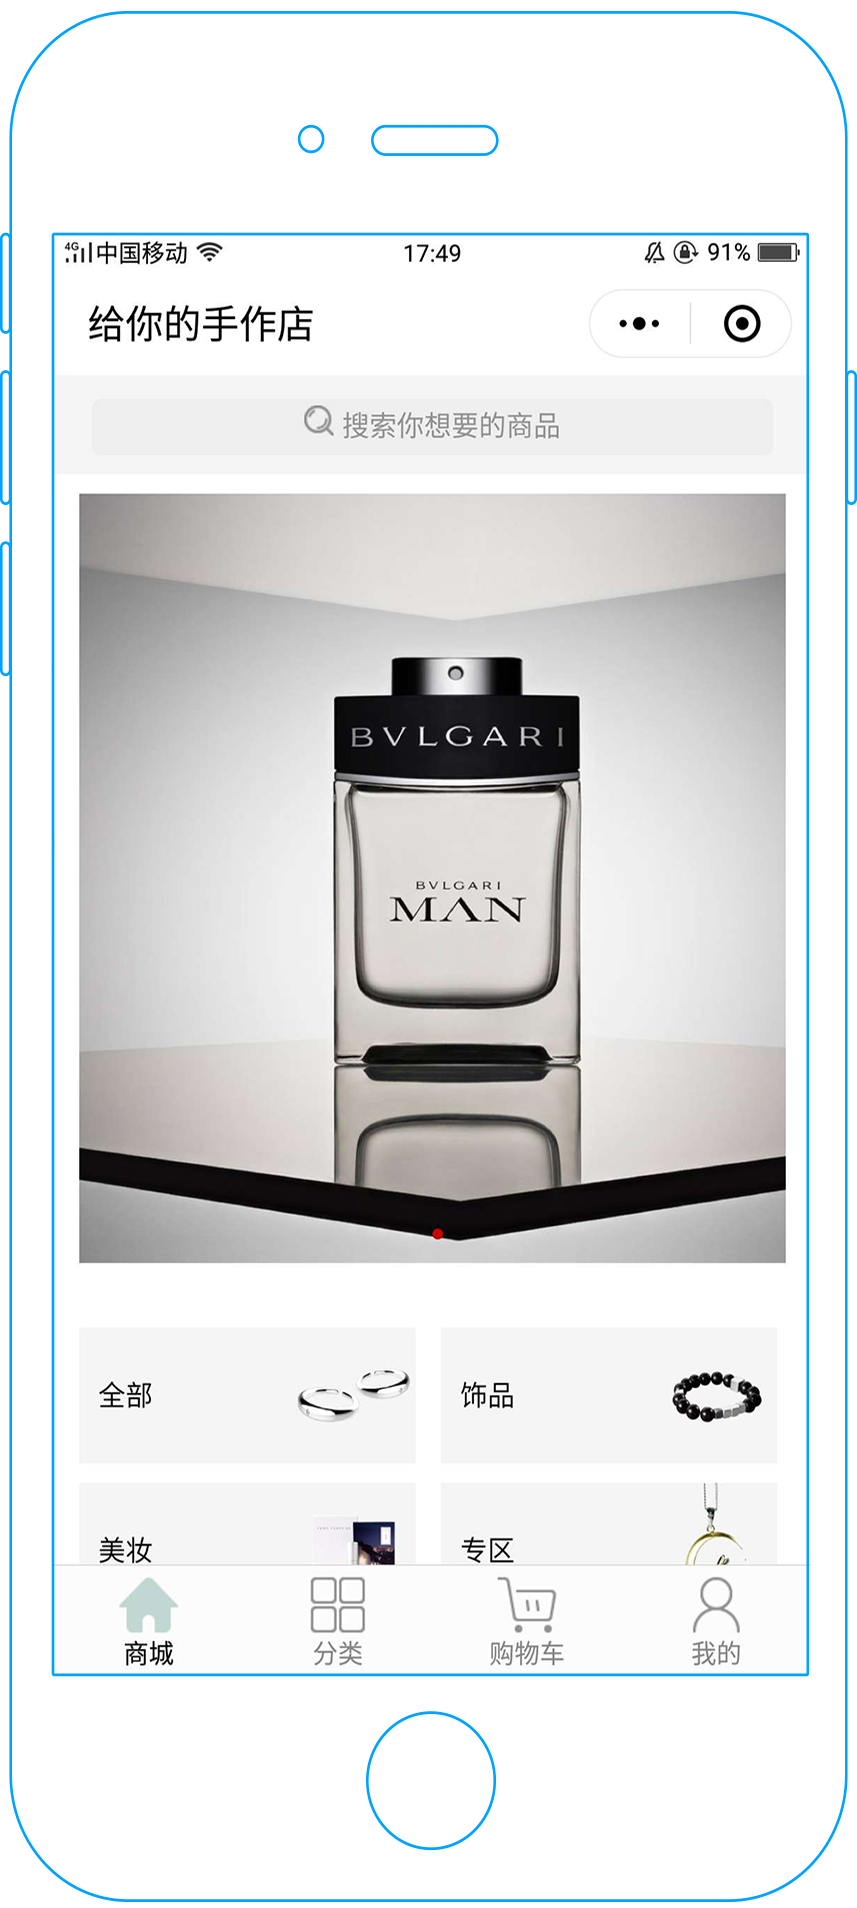 4G 中国移动 17:49 91%
给你的手作店
搜索你想要的商品
BVLGARI
BVLGARI
MAN
全部
饰品
美妆
专区
商城 分类 购物车 我的